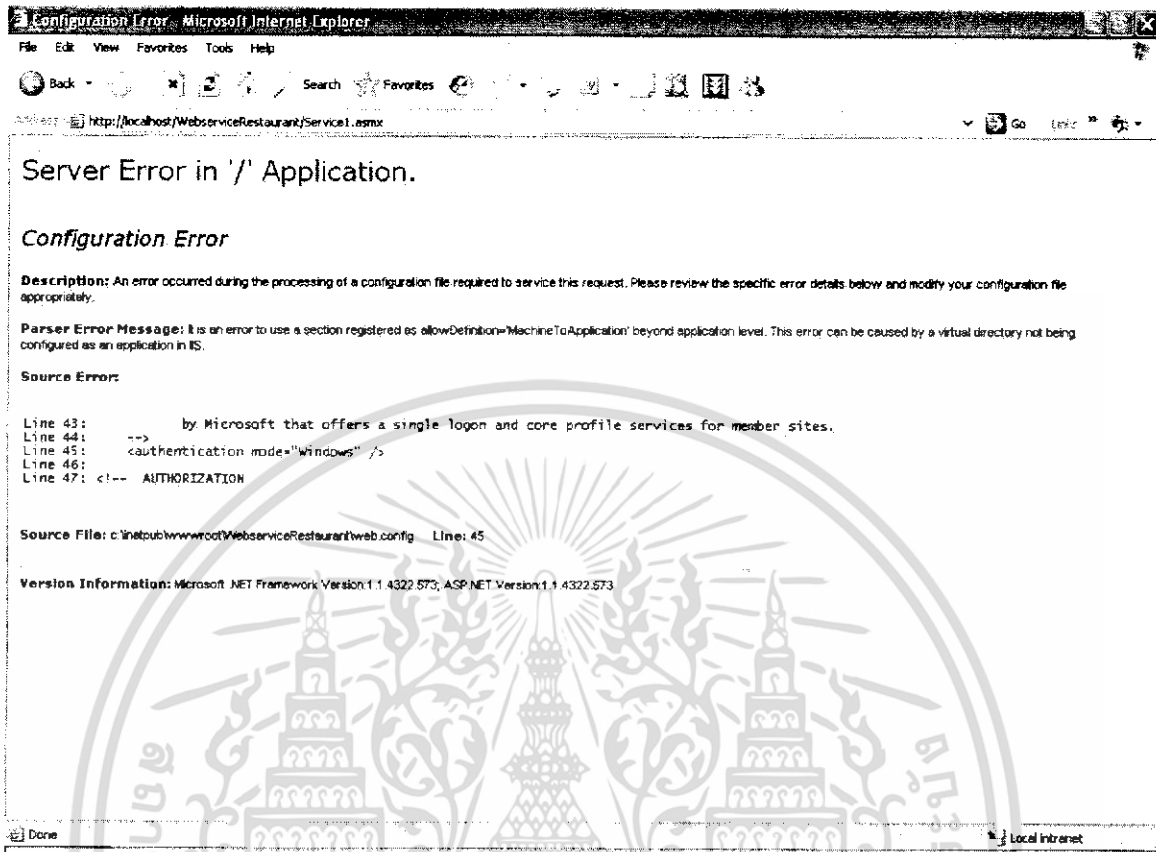 Configuration Error - Microsoft Internet Explorer
File Edit View Favorites Tools Help
Back Search Favorites
Address http://localhost/WebserviceRestaurant/Service1.asmx Go Links »
Server Error in '/' Application.
Configuration Error
Description: An error occurred during the processing of a configuration file required to service this request. Please review the specific error details below and modify your configuration file
appropriately.
Parser Error Message: It is an error to use a section registered as allowDefinition='MachineToApplication' beyond application level. This error can be caused by a virtual directory not being
configured as an application in IIS.
Source Error:
Line 43: by Microsoft that offers a single logon and core profile services for member sites.
Line 44: -->
Line 45: <authentication mode="Windows" />
Line 46:
Line 47: <!-- AUTHORIZATION
Source File: c:\inetpub\wwwroot\WebserviceRestaurant\web.config Line: 45
Version Information: Microsoft .NET Framework Version:1.1.4322.573; ASP.NET Version:1.1.4322.573
Done
Local intranet